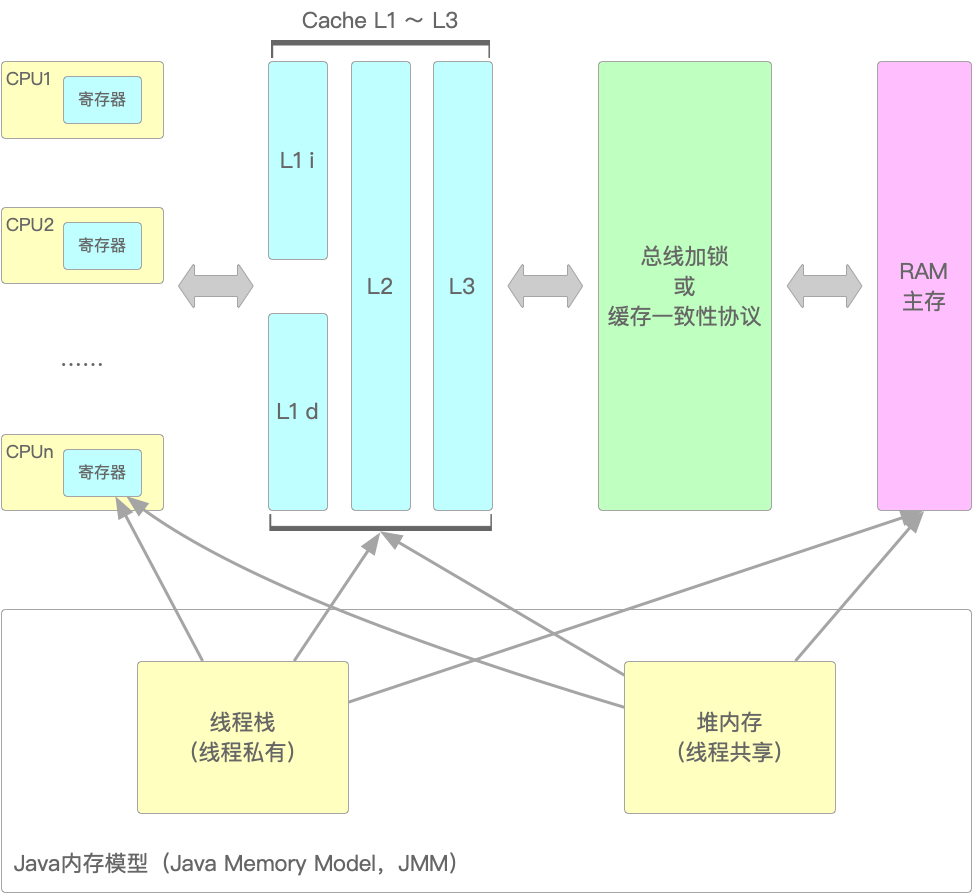 Cache L1 ～ L3
CPU1
寄存器
CPU2
寄存器
......
CPUn
寄存器
L1 i
L1 d
L2
L3
总线加锁
或
缓存一致性协议
RAM
主存
线程栈
（线程私有）
堆内存
（线程共享）
Java内存模型（Java Memory Model，JMM）